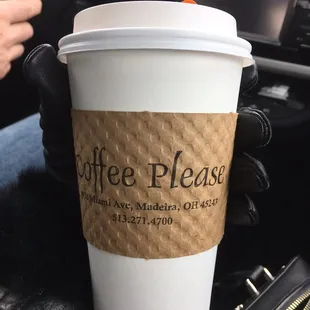 Coffee Please
Miami Ave, Madeira, OH 45243
513.271.4700